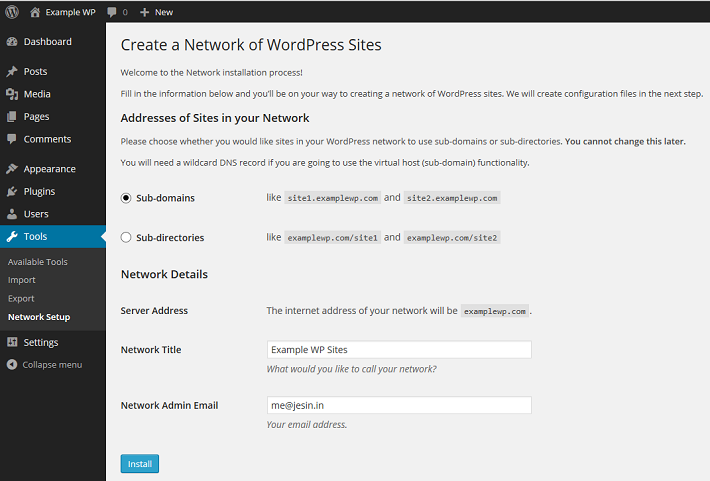 Example WP 0 New
Dashboard
Posts
Media
Pages
Comments
Appearance
Plugins
Users
Tools
Available Tools
Import
Export
Network Setup
Settings
Collapse menu
Create a Network of WordPress Sites
Welcome to the Network installation process!
Fill in the information below and you'll be on your way to creating a network of WordPress sites. We will create configuration files in the next step.
Addresses of Sites in your Network
Please choose whether you would like sites in your WordPress network to use sub-domains or sub-directories. You cannot change this later.
You will need a wildcard DNS record if you are going to use the virtual host (sub-domain) functionality.
Sub-domains like site1.examplewp.com and site2.examplewp.com
Sub-directories like examplewp.com/site1 and examplewp.com/site2
Network Details
Server Address The internet address of your network will be examplewp.com.
Network Title Example WP Sites
What would you like to call your network?
Network Admin Email me@jesin.in
Your email address.
Install